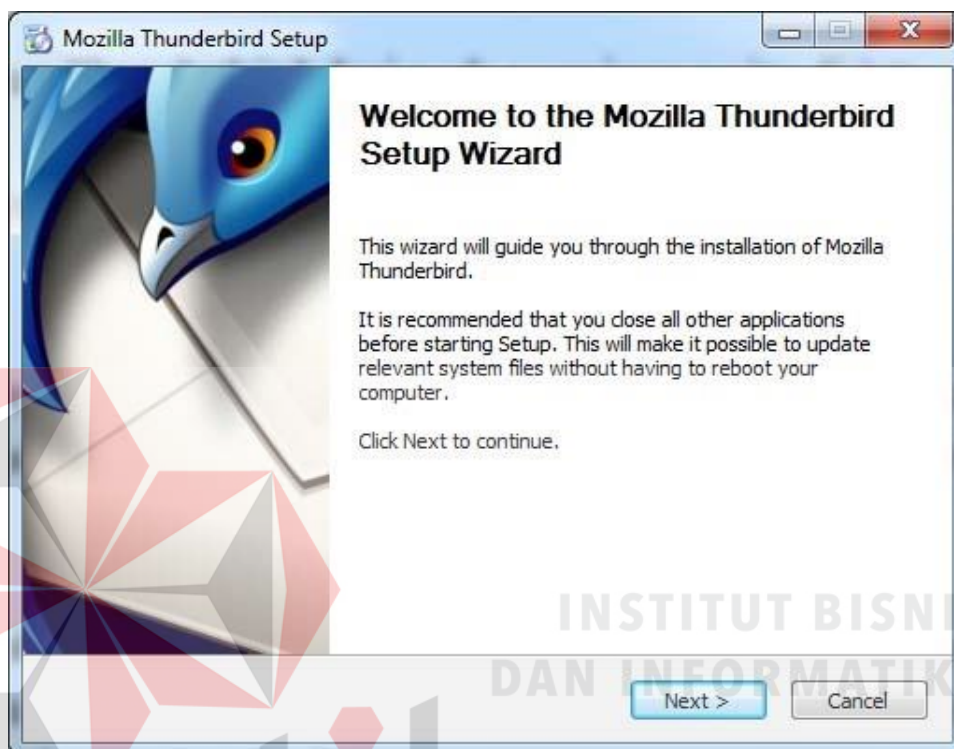 Mozilla Thunderbird Setup
Welcome to the Mozilla Thunderbird
Setup Wizard
This wizard will guide you through the installation of Mozilla
Thunderbird.
It is recommended that you close all other applications
before starting Setup. This will make it possible to update
relevant system files without having to reboot your
computer.
Click Next to continue.
INSTITUT BISNI
DAN INFORMATIK
Next >
Cancel